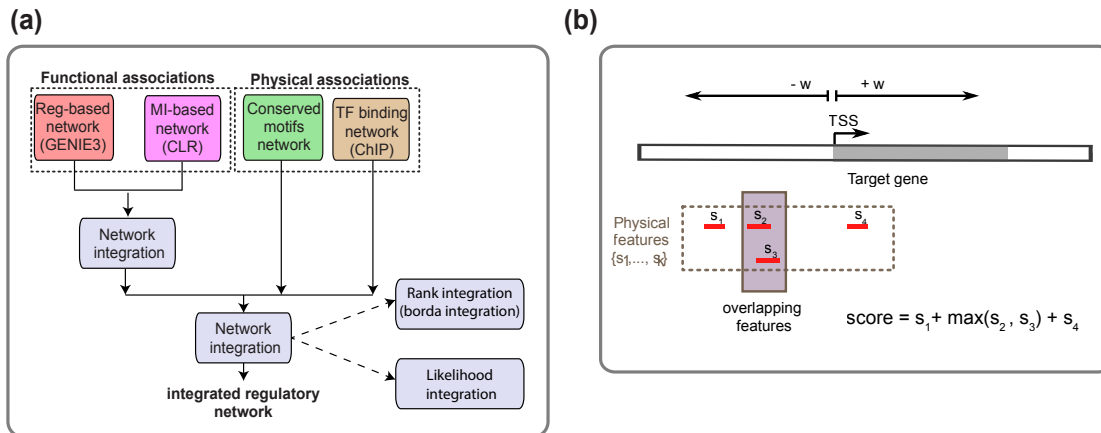 (a)
Functional associations
Physical associations
Reg-based
network
(GENIE3)
MI-based
network
(CLR)
Conserved
motifs
network
TF binding
network
(ChIP)
Network
integration
Network
integration
Rank integration
(borda integration)
Likelihood
integration
integrated regulatory
network
(b)
- w
+ w
TSS
Target gene
Physical
features
{s1,..., sk}
s1
s2
s3
s4
overlapping
features
score = s1+ max(s2 , s3) + s4